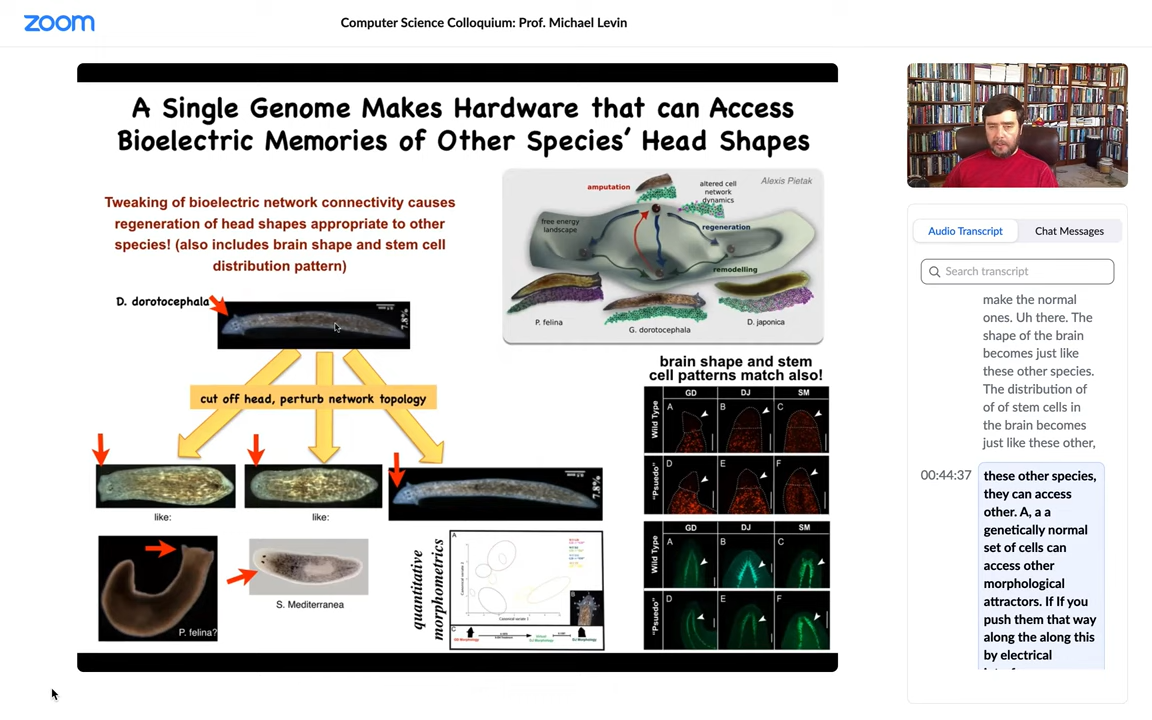 zoom
Computer Science Colloquium: Prof. Michael Levin
A Single Genome Makes Hardware that can Access
Bioelectric Memories of Other Species' Head Shapes
Tweaking of bioelectric network connectivity causes
regeneration of head shapes appropriate to other
species! (also includes brain shape and stem cell
distribution pattern)
D. dorotocephala
7.8%
cut off head, perturb network topology
7.8%
like:
like:
P. felina?
S. Mediterranea
quantitative
morphometrics
A
B
C
Alexis Pietak
amputation
altered cell
network
dynamics
free energy
landscape
regeneration
remodelling
P. felina
G. dorotocephala
D. japonica
brain shape and stem
cell patterns match also!
GD DJ SM
Wild Type
A B C
"Psuedo"
D E F
GD DJ SM
Wild Type
A B C
"Psuedo"
D E F
Audio Transcript
Chat Messages
Search transcript
make the normal
ones. Uh there. The
shape of the brain
becomes just like
these other species.
The distribution of
of of stem cells in
the brain becomes
just like these other,
00:44:37
these other species,
they can access
other. A, a a
genetically normal
set of cells can
access other
morphological
attractors. If If you
push them that way
along the along this
by electrical